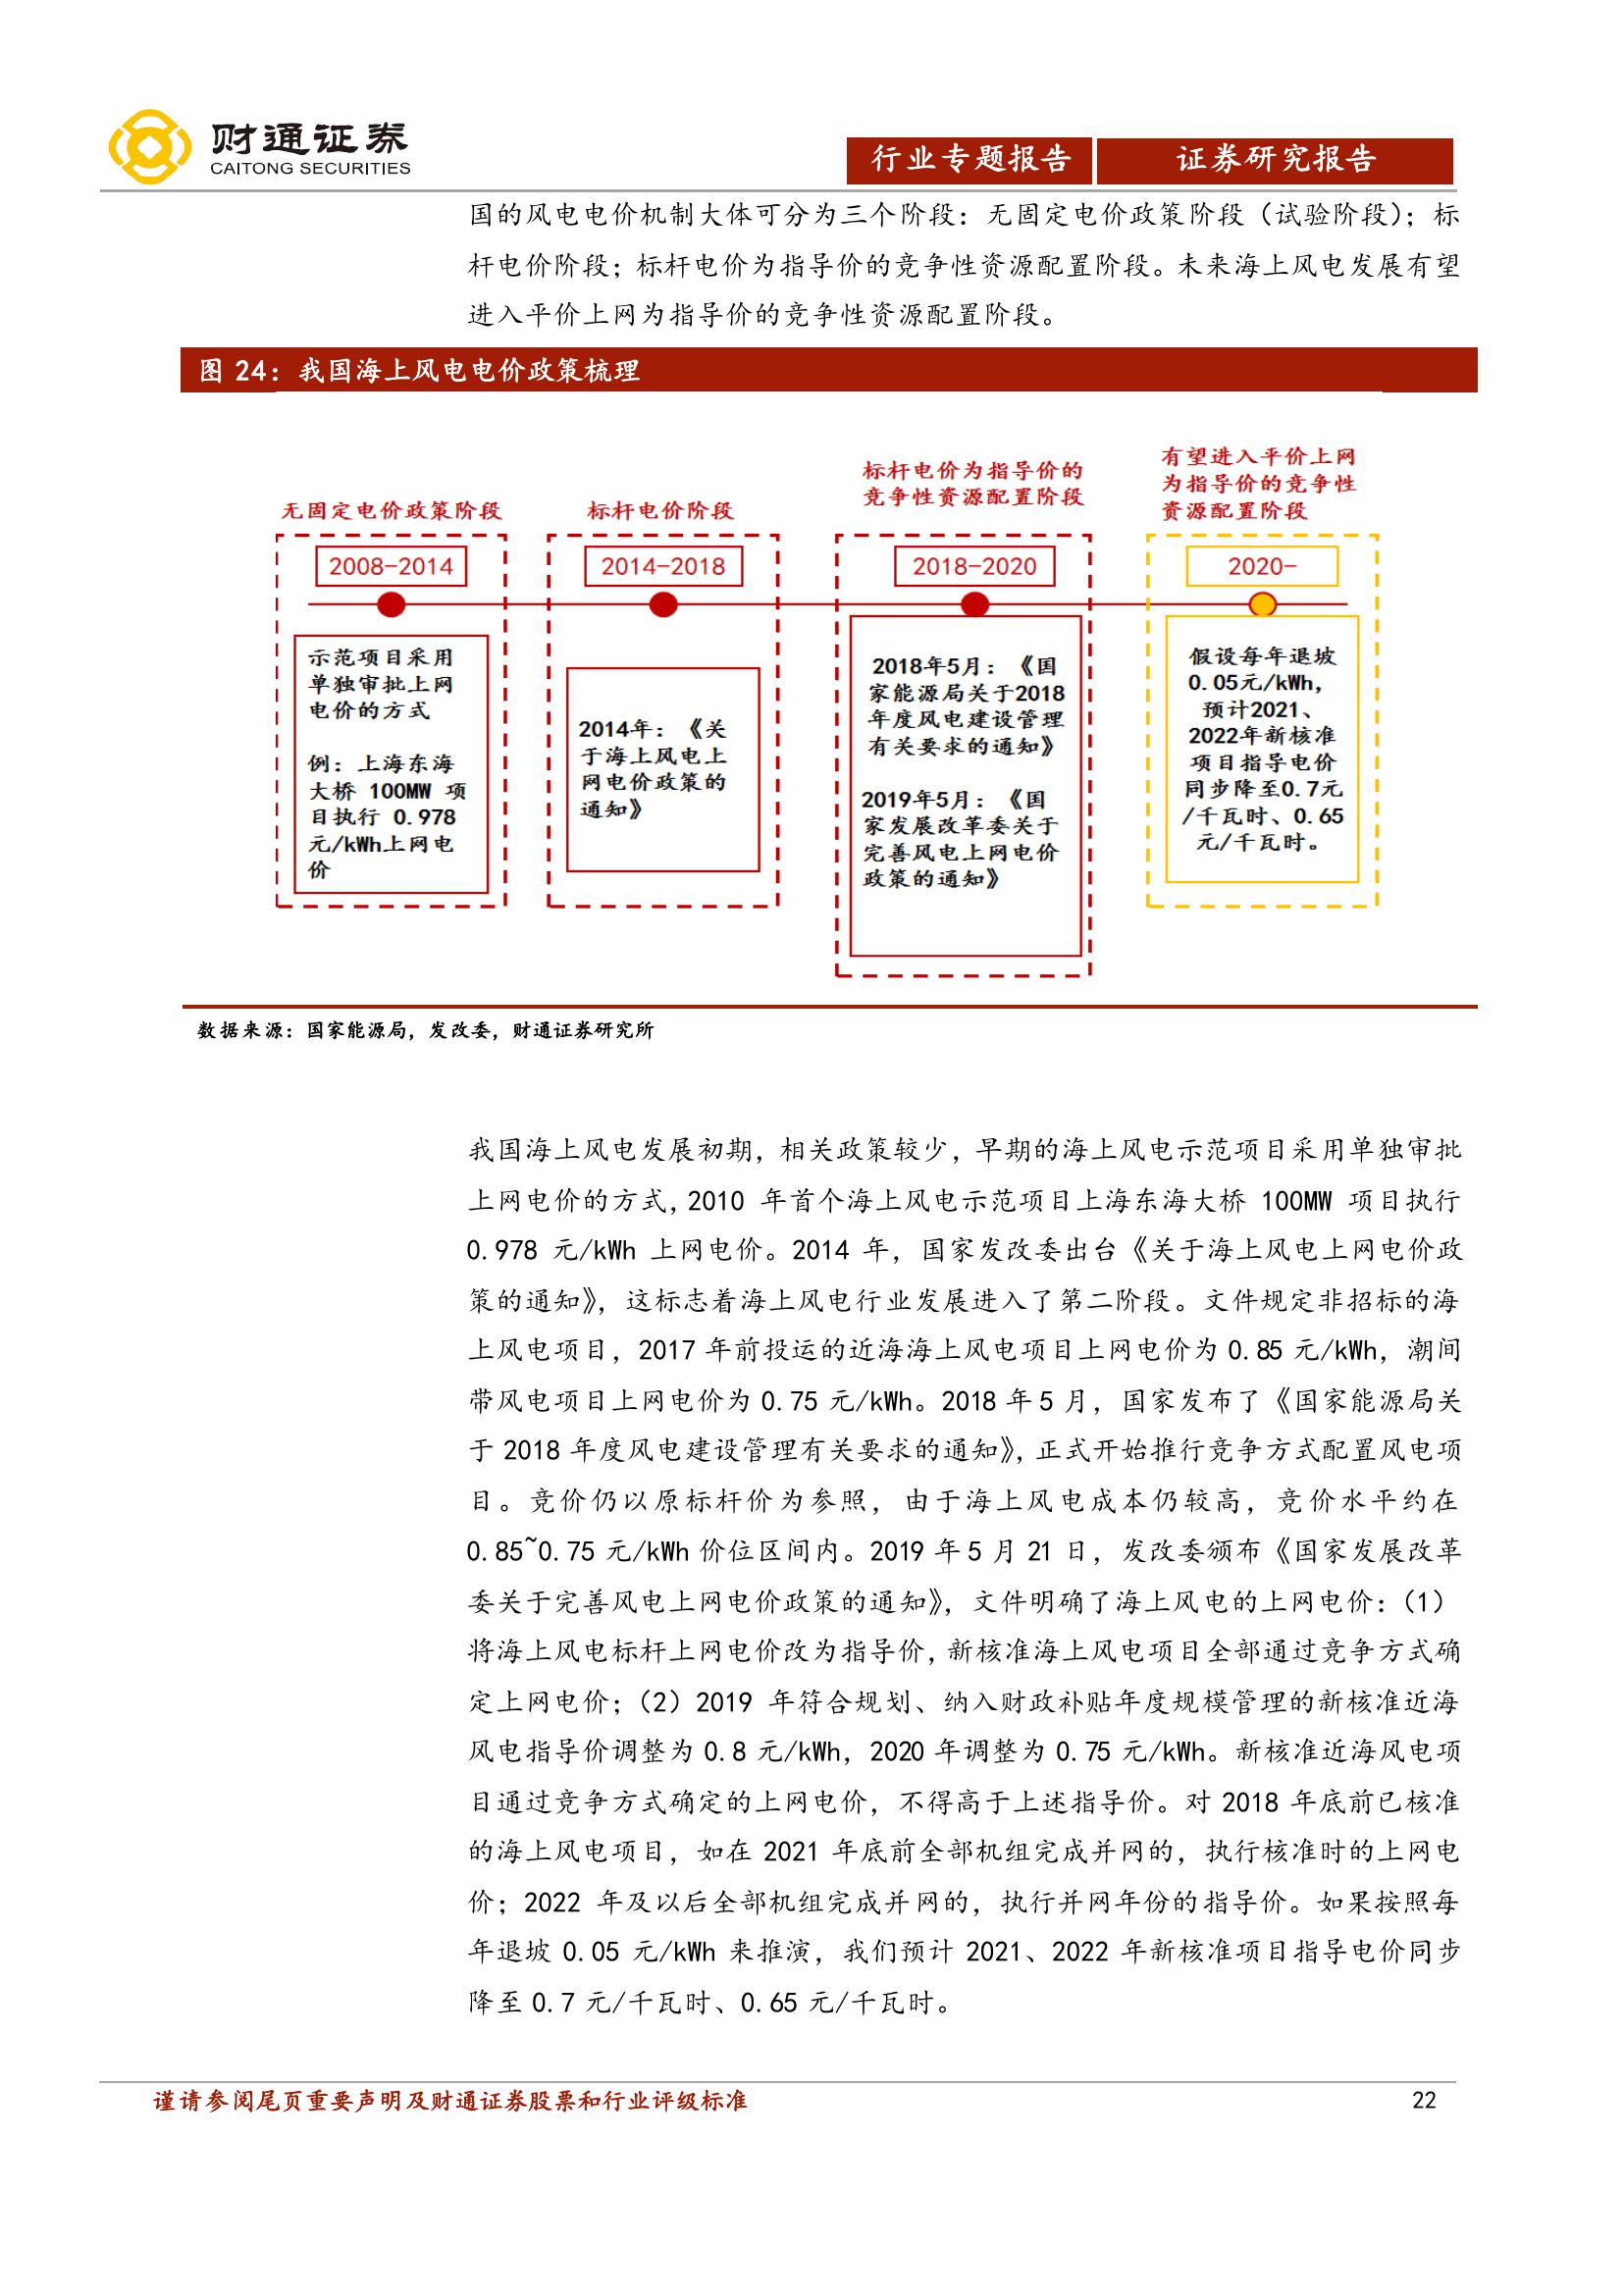 财通证券
CAITONG SECURITIES
行业专题报告
证券研究报告
国的风电电价机制大体可分为三个阶段：无固定电价政策阶段（试验阶段）；标
杆电价阶段；标杆电价为指导价的竞争性资源配置阶段。未来海上风电发展有望
进入平价上网为指导价的竞争性资源配置阶段。
图 24：我国海上风电电价政策梳理
无固定电价政策阶段
2008-2014
示范项目采用
单独审批上网
电价的方式
例：上海东海
大桥 100MW 项
目执行 0.978
元/kWh上网电
价
标杆电价阶段
2014-2018
2014年：《关
于海上风电上
网电价政策的
通知》
标杆电价为指导价的
竞争性资源配置阶段
2018-2020
2018年5月：《国
家能源局关于2018
年度风电建设管理
有关要求的通知》
2019年5月：《国
家发展改革委关于
完善风电上网电价
政策的通知》
有望进入平价上网
为指导价的竞争性
资源配置阶段
2020-
假设每年退坡
0.05元/kWh，
预计2021、
2022年新核准
项目指导电价
同步降至0.7元
/千瓦时、0.65
元/千瓦时。
数据来源：国家能源局，发改委，财通证券研究所
我国海上风电发展初期，相关政策较少，早期的海上风电示范项目采用单独审批
上网电价的方式，2010 年首个海上风电示范项目上海东海大桥 100MW 项目执行
0.978 元/kWh 上网电价。2014 年，国家发改委出台《关于海上风电上网电价政
策的通知》，这标志着海上风电行业发展进入了第二阶段。文件规定非招标的海
上风电项目，2017 年前投运的近海海上风电项目上网电价为 0.85 元/kWh，潮间
带风电项目上网电价为 0.75 元/kWh。2018 年 5 月，国家发布了《国家能源局关
于 2018 年度风电建设管理有关要求的通知》，正式开始推行竞争方式配置风电项
目。竞价仍以原标杆价为参照，由于海上风电成本仍较高，竞价水平约在
0.85~0.75 元/kWh 价位区间内。2019 年 5 月 21 日，发改委颁布《国家发展改革
委关于完善风电上网电价政策的通知》，文件明确了海上风电的上网电价：（1）
将海上风电标杆上网电价改为指导价，新核准海上风电项目全部通过竞争方式确
定上网电价；（2）2019 年符合规划、纳入财政补贴年度规模管理的新核准近海
风电指导价调整为 0.8 元/kWh，2020 年调整为 0.75 元/kWh。新核准近海风电项
目通过竞争方式确定的上网电价，不得高于上述指导价。对 2018 年底前已核准
的海上风电项目，如在 2021 年底前全部机组完成并网的，执行核准时的上网电
价；2022 年及以后全部机组完成并网的，执行并网年份的指导价。如果按照每
年退坡 0.05 元/kWh 来推演，我们预计 2021、2022 年新核准项目指导电价同步
降至 0.7 元/千瓦时、0.65 元/千瓦时。
谨请参阅尾页重要声明及财通证券股票和行业评级标准
22